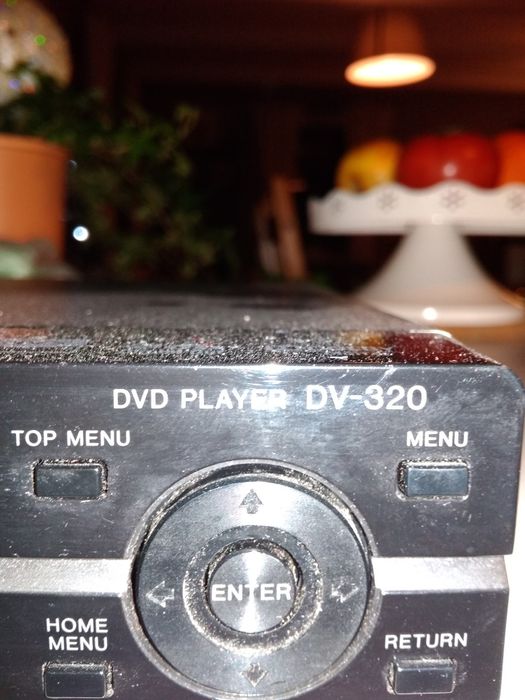 DVD PLAYER DV-320
TOP MENU
MENU
ENTER
HOME
MENU
RETURN